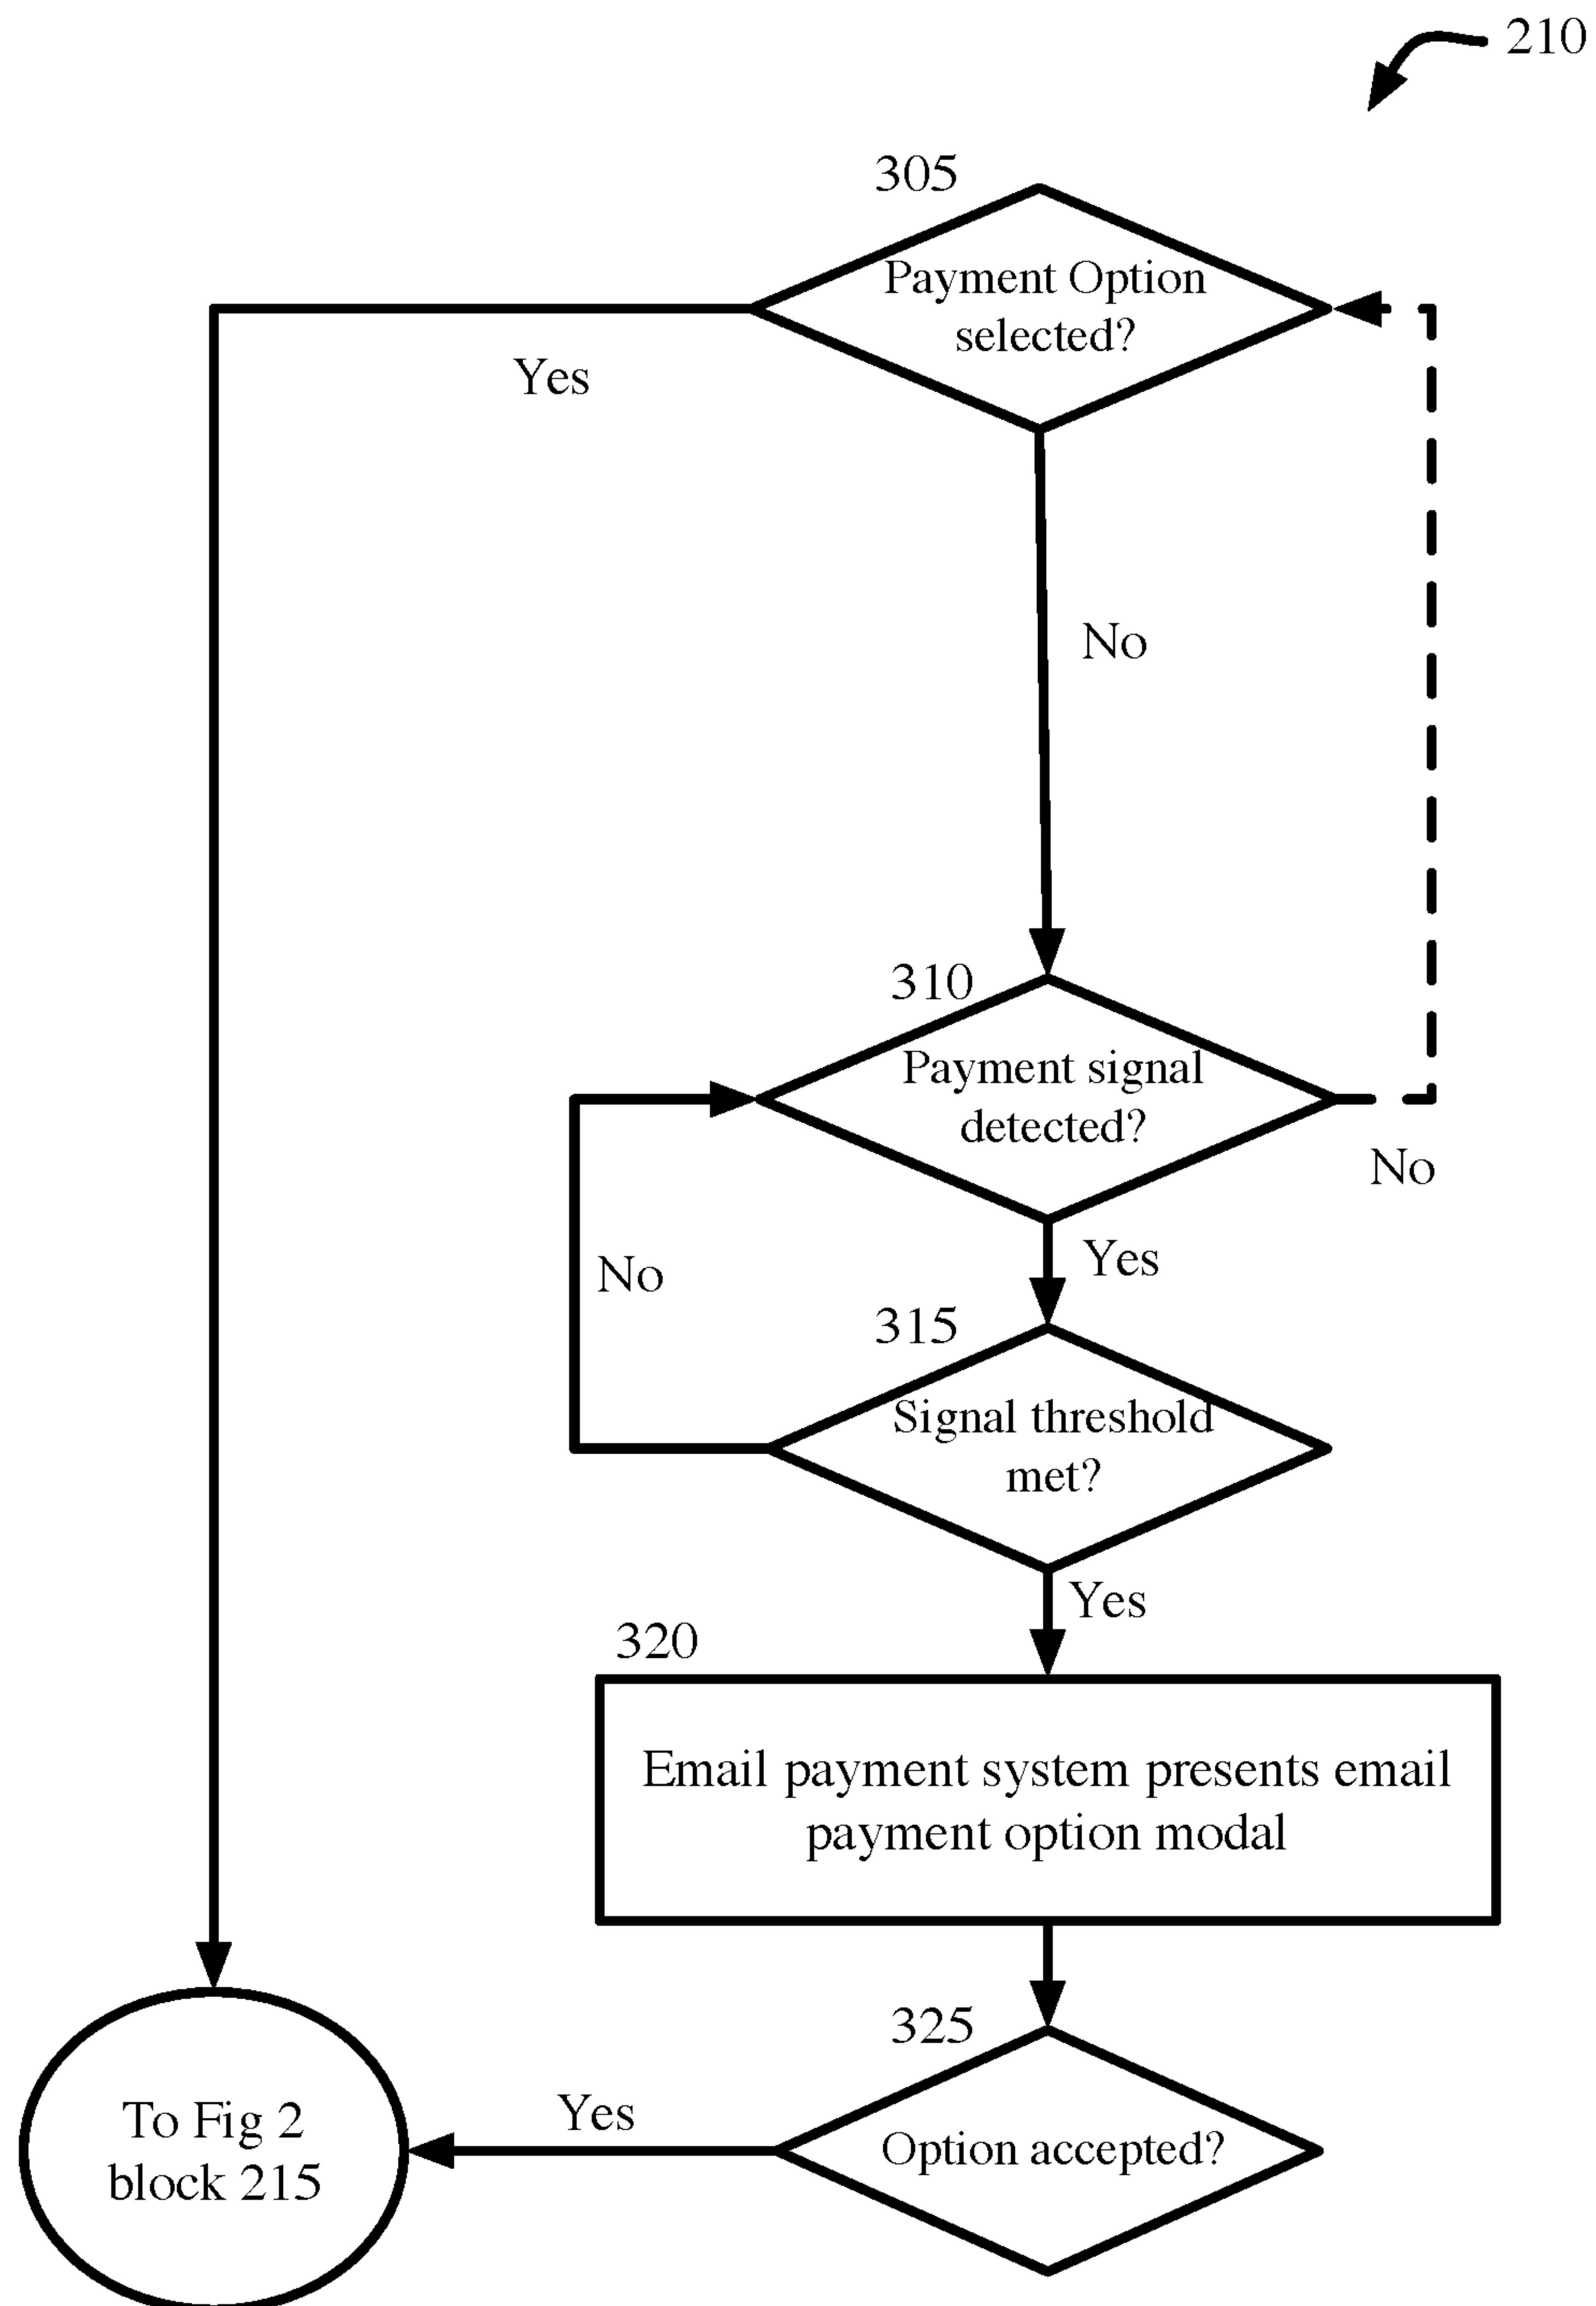 210
305
Payment Option
selected?
Yes
No
310
Payment signal
detected?
No
No
Yes
315
Signal threshold
met?
Yes
320
Email payment system presents email
payment option modal
325
To Fig 2
block 215
Yes
Option accepted?